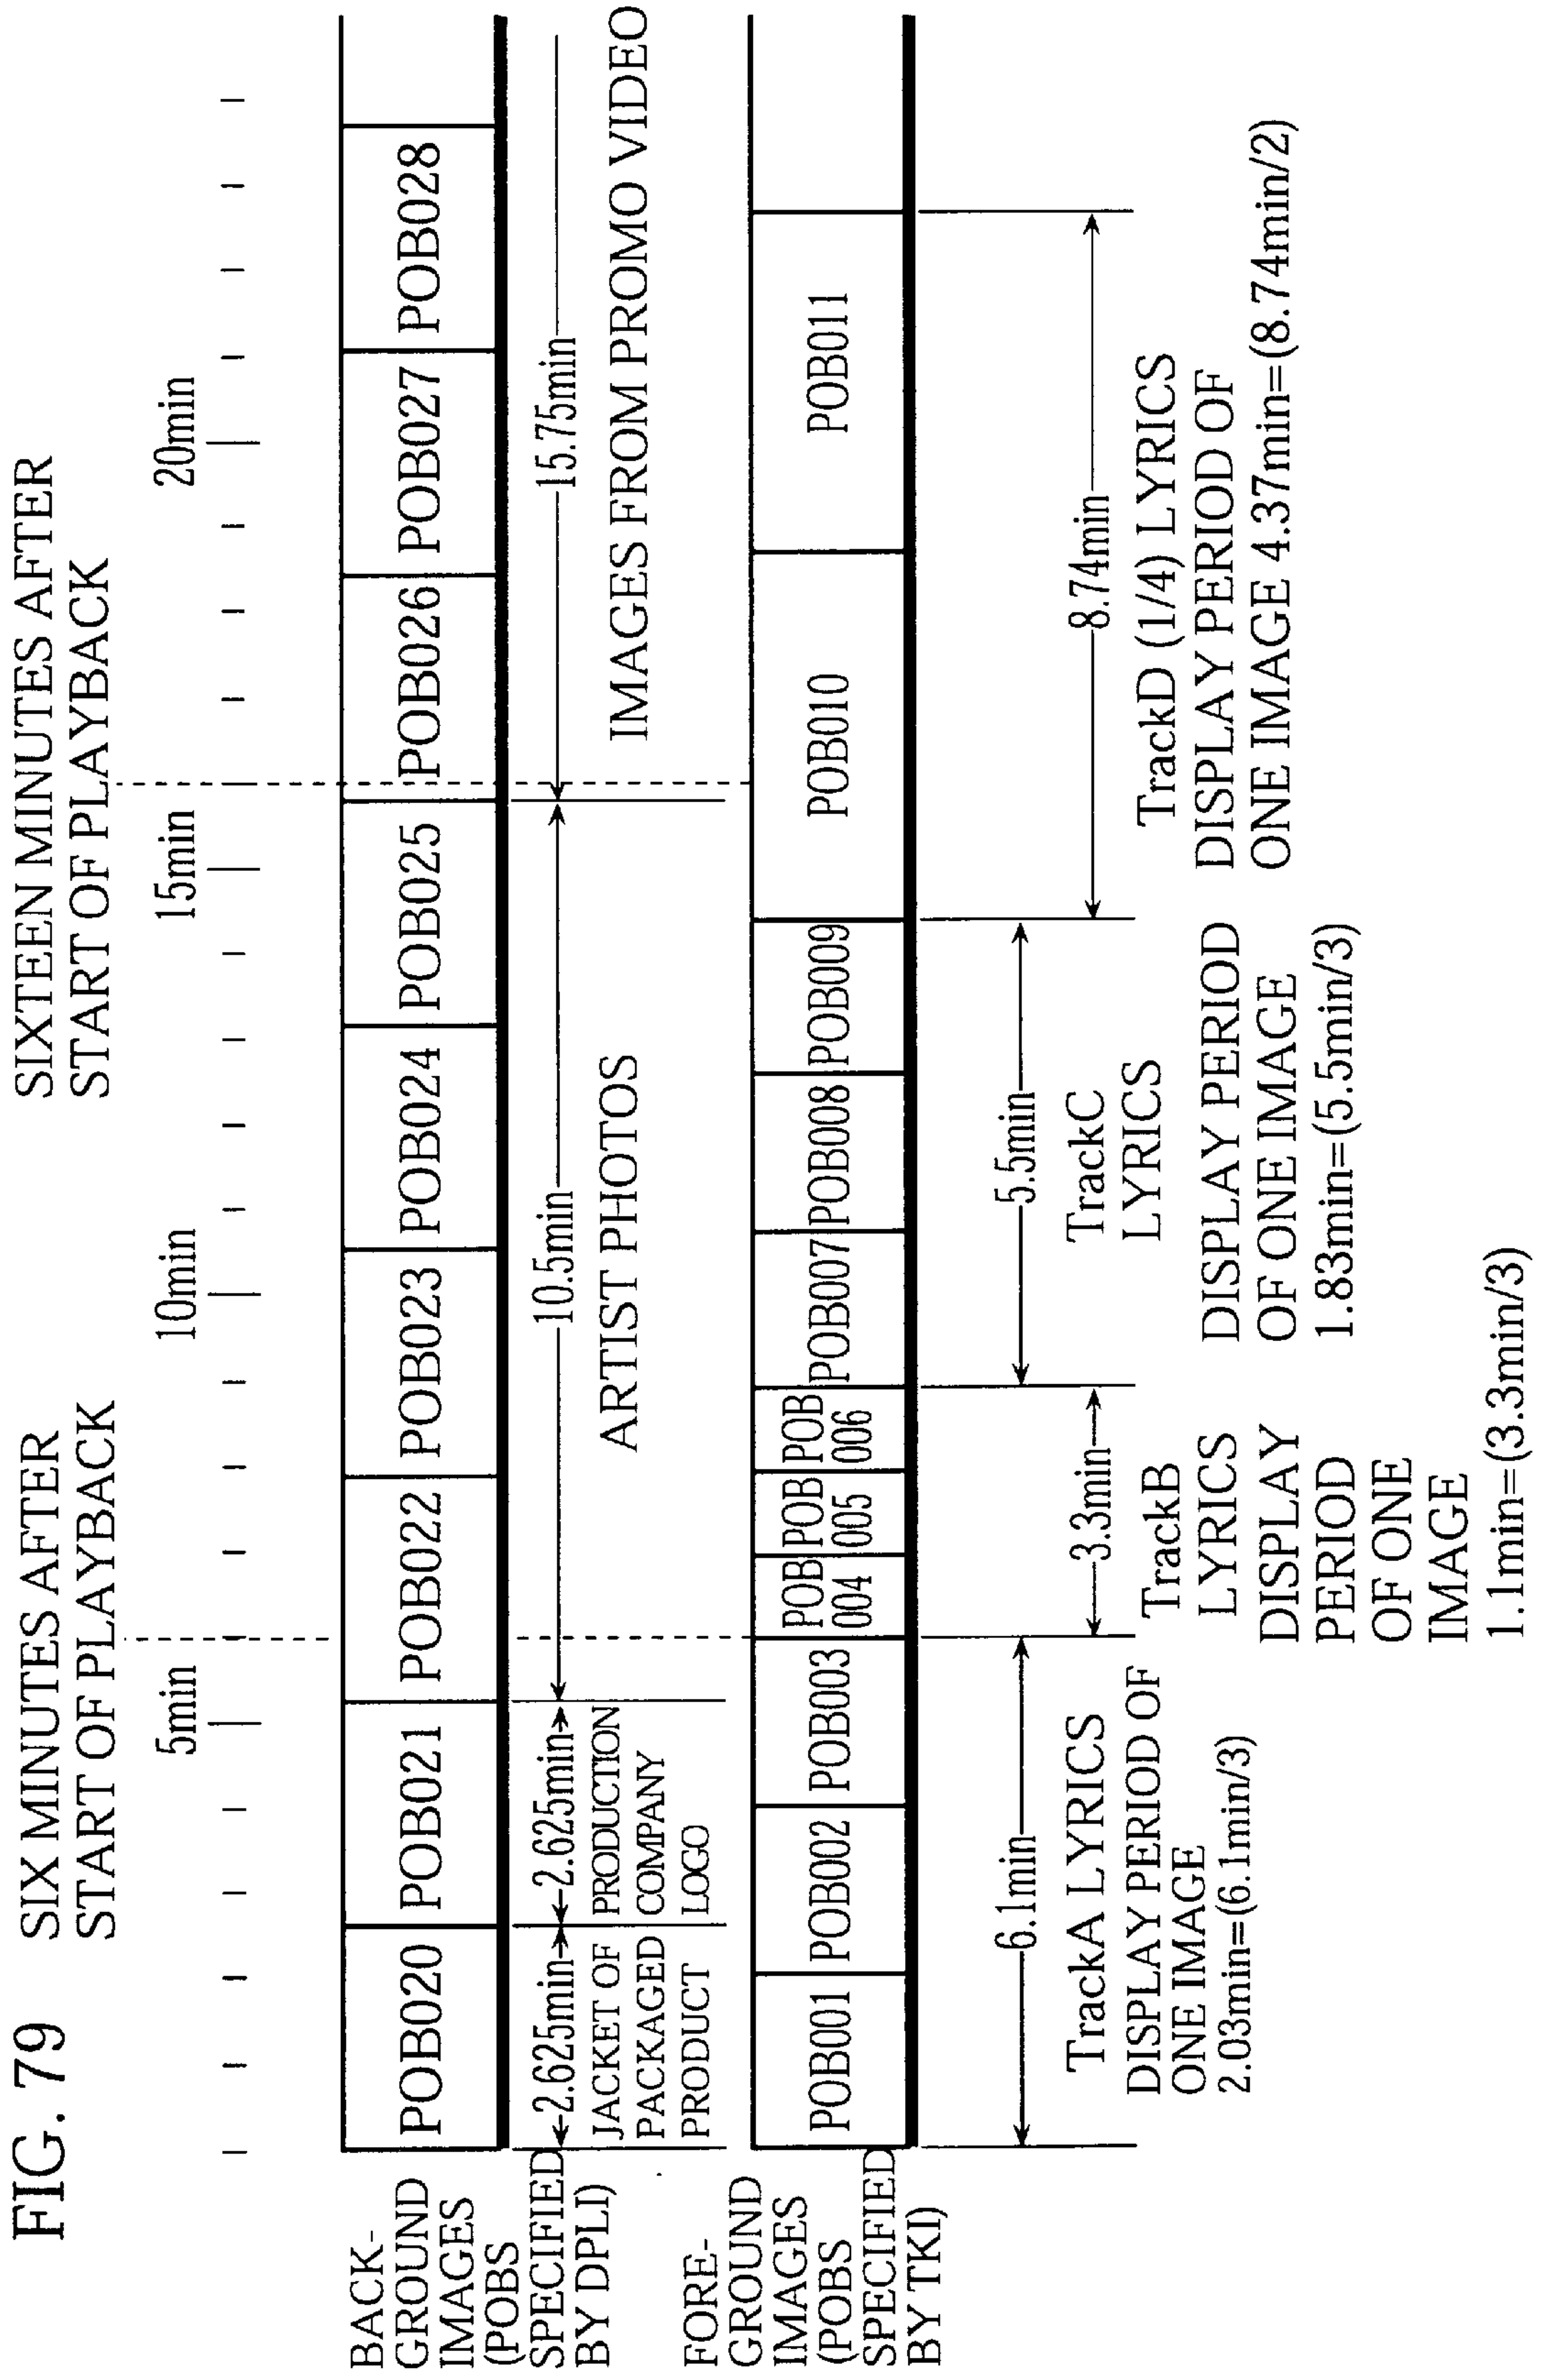 FIG. 79
SIX MINUTES AFTER
START OF PLAYBACK
SIXTEEN MINUTES AFTER
START OF PLAYBACK
5min
10min
15min
20min
BACK-
GROUND
IMAGES
(POBS
SPECIFIED
BY DPLI)
POB020
POB021
POB022
POB023
POB024
POB025
POB026
POB027
POB028
2.625min
2.625min
10.5min
15.75min
JACKET OF
PACKAGED
PRODUCT
PRODUCTION
COMPANY
LOGO
ARTIST PHOTOS
IMAGES FROM PROMO VIDEO
FORE-
GROUND
IMAGES
(POBS
SPECIFIED
BY TKI)
POB001
POB002
POB003
POB
004
POB
005
POB
006
POB007
POB008
POB009
POB010
POB011
6.1min
3.3min
5.5min
8.74min
TrackA LYRICS
DISPLAY PERIOD OF
ONE IMAGE
2.03min=(6.1min/3)
TrackB
LYRICS
DISPLAY
PERIOD
OF ONE
IMAGE
1.1min=(3.3min/3)
TrackC
LYRICS
DISPLAY PERIOD
OF ONE IMAGE
1.83min=(5.5min/3)
TrackD (1/4) LYRICS
DISPLAY PERIOD OF
ONE IMAGE 4.37min=(8.74min/2)